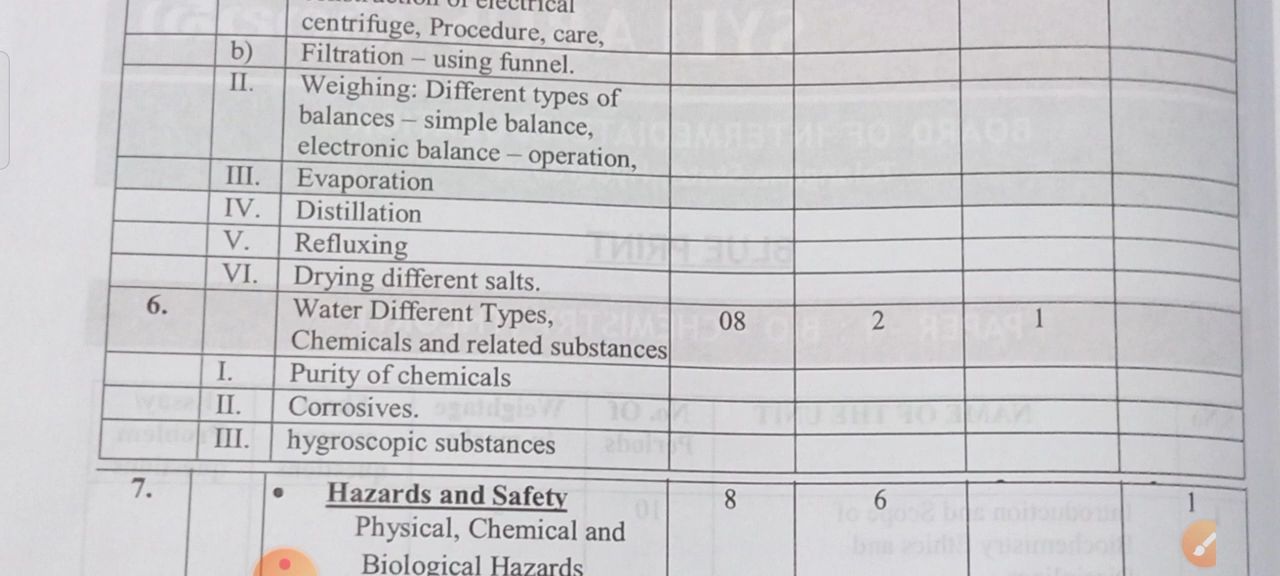 of electrical
centrifuge, Procedure, care,
b) Filtration – using funnel.
II. Weighing: Different types of
balances – simple balance,
electronic balance – operation,
III. Evaporation
IV. Distillation
V. Refluxing
VI. Drying different salts.
6. Water Different Types, 08 2 1
Chemicals and related substances
I. Purity of chemicals
II. Corrosives.
III. hygroscopic substances
7. • Hazards and Safety 8 6 1
Physical, Chemical and
Biological Hazards